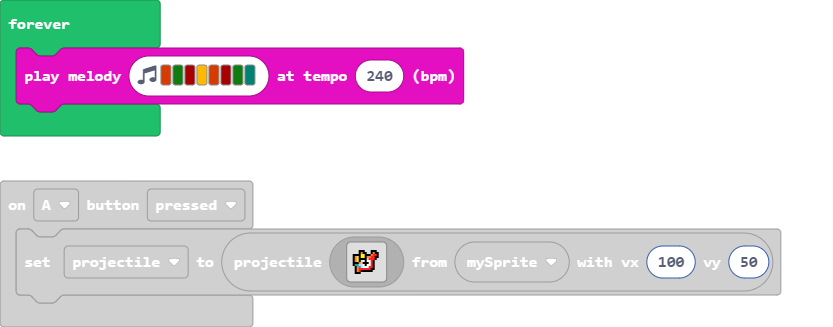 forever
play melody at tempo 240 (bpm)
on A button pressed
set projectile to projectile from mySprite with vx 100 vy 50